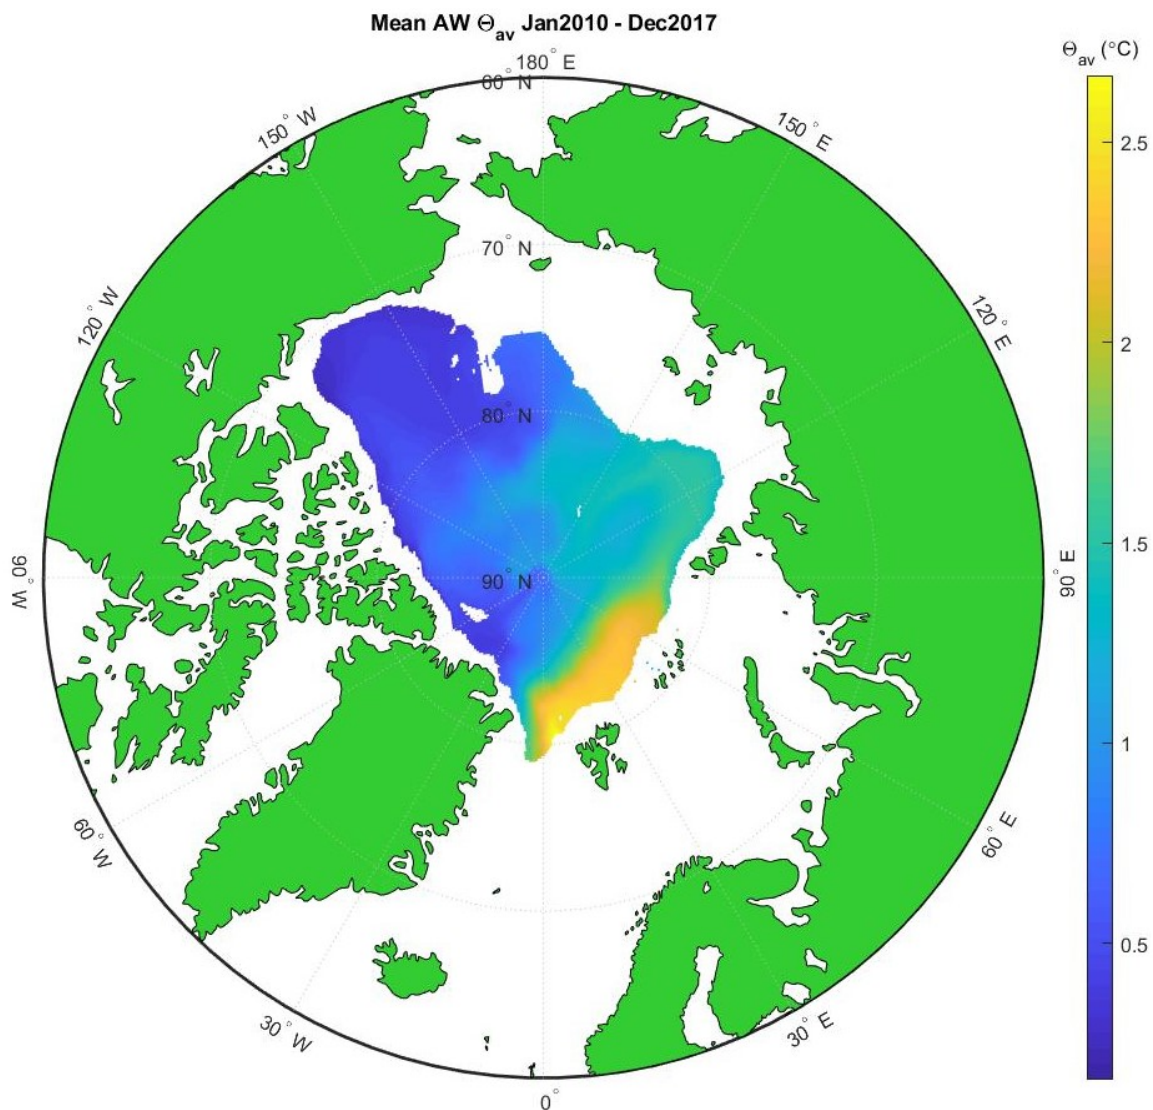 Mean AW Θav Jan2010 - Dec2017
Θav (°C)
180° E
60° N
150° W
150° E
2.5
70° N
120° W
120° E
2
80° N
1.5
90° W
90° N
90° E
1
60° W
60° E
0.5
30° W
30° E
0°